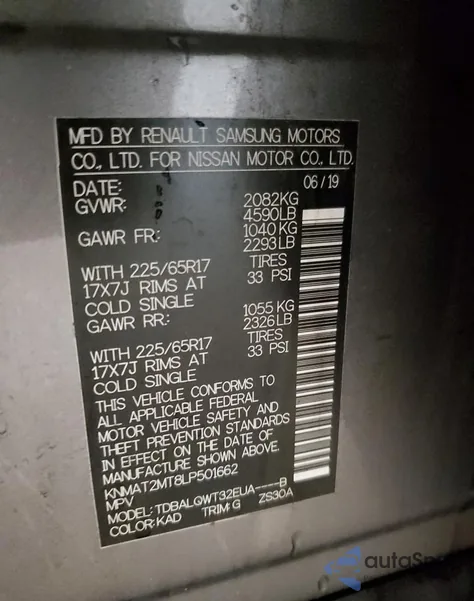 MFD BY RENAULT SAMSUNG MOTORS
CO., LTD. FOR NISSAN MOTOR CO., LTD.
DATE: 06/19
GVWR: 2082KG
4590LB
GAWR FR: 1040KG
2293LB
WITH 225/65R17 TIRES
17X7J RIMS AT 33 PSI
COLD SINGLE
GAWR RR: 1055 KG
2326LB
WITH 225/65R17 TIRES
17X7J RIMS AT 33 PSI
COLD SINGLE
THIS VEHICLE CONFORMS TO
ALL APPLICABLE FEDERAL
MOTOR VEHICLE SAFETY AND
THEFT PREVENTION STANDARDS
IN EFFECT ON THE DATE OF
MANUFACTURE SHOWN ABOVE.
KNMAT2MT8LP501662
MPV
MODEL: TDBALQWT32EUA----B
COLOR: KAD TRIM: G ZS30A